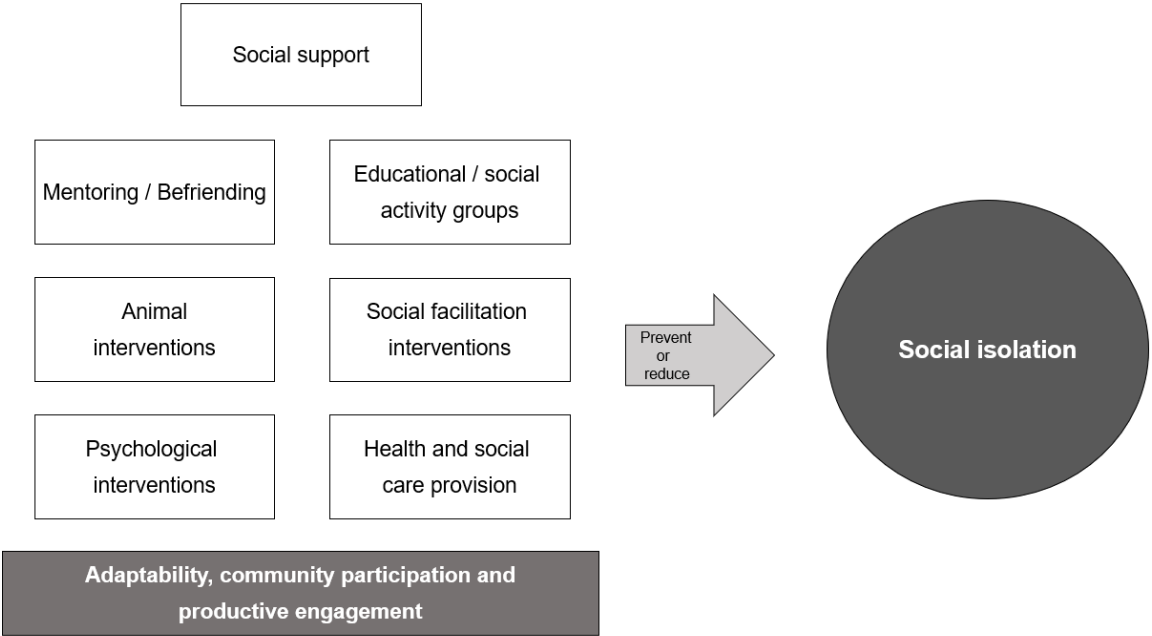 Social support
Mentoring / Befriending
Educational / social
activity groups
Animal
interventions
Social facilitation
interventions
Psychological
interventions
Health and social
care provision
Adaptability, community participation and
productive engagement
Prevent
or
reduce
Social isolation